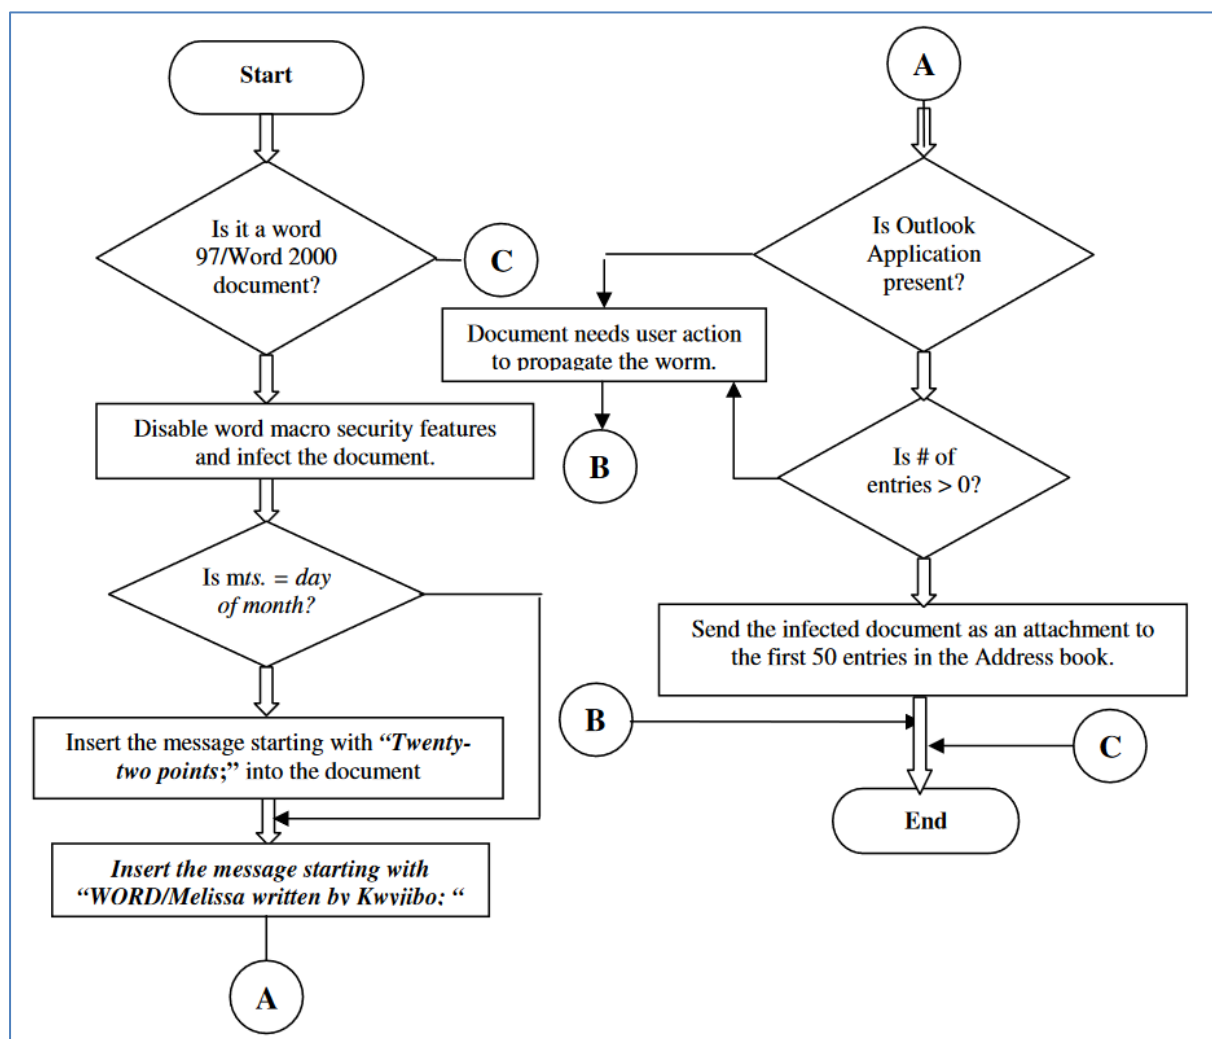 Start
Is it a word
97/Word 2000
document?
C
Disable word macro security features
and infect the document.
Is mts. = day
of month?
Insert the message starting with “Twenty-
two points;” into the document
Insert the message starting with
“WORD/Melissa written by Kwyjibo; “
A
A
Is Outlook
Application
present?
Document needs user action
to propagate the worm.
B
Is # of
entries > 0?
Send the infected document as an attachment to
the first 50 entries in the Address book.
B
C
End